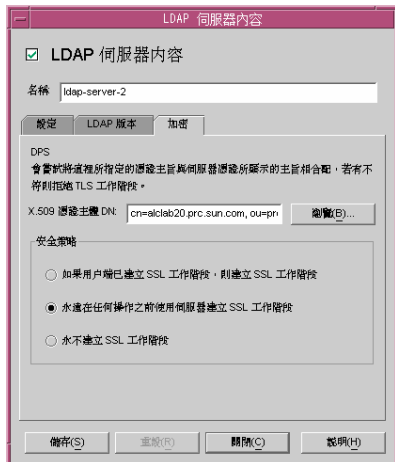 LDAP 伺服器內容
LDAP 伺服器內容
名稱 ldap-server-2
設定 LDAP 版本 加密
DPS
會嘗試將這裡所指定的憑證主旨與伺服器憑證所顯示的主旨相合配，若有不
符則拒絕 TLS 工作階段。
X.509 憑證主體 DN: cn=alclab20.prc.sun.com, ou=pr 瀏覽(B)...
安全策略
如果用戶端已建立 SSL 工作階段，則建立 SSL 工作階段
永遠在任何操作之前使用伺服器建立 SSL 工作階段
永不建立 SSL 工作階段
儲存(S) 重設(R) 關閉(C) 說明(H)